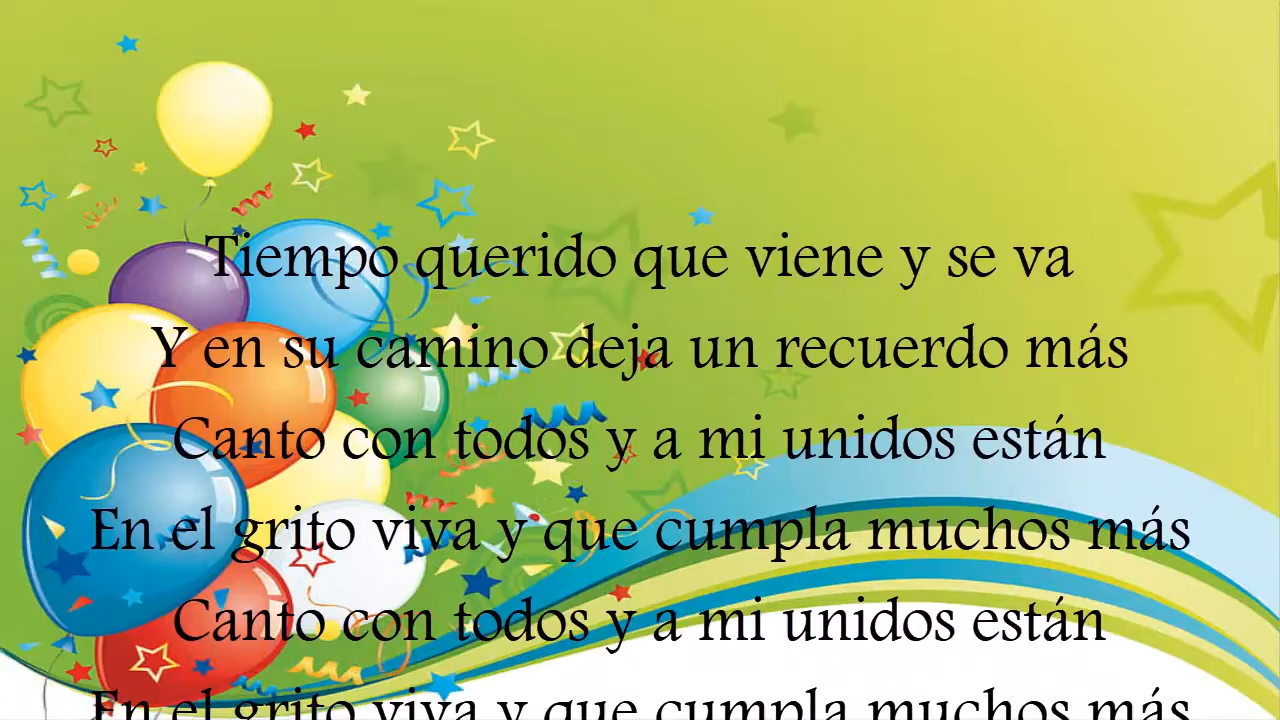 Tiempo querido que viene y se va
Y en su camino deja un recuerdo más
Canto con todos y a mi unidos están
En el grito viva y que cumpla muchos más
Canto con todos y a mi unidos están
En el grito viva y que cumpla muchos más